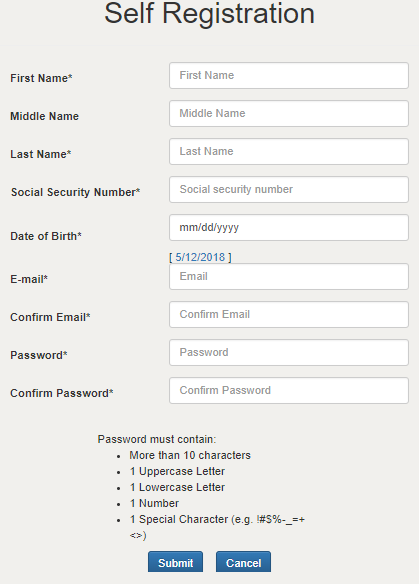 Self Registration
First Name* First Name
Middle Name Middle Name
Last Name* Last Name
Social Security Number* Social security number
Date of Birth* mm/dd/yyyy
[ 5/12/2018 ]
E-mail* Email
Confirm Email* Confirm Email
Password* Password
Confirm Password* Confirm Password
Password must contain:
• More than 10 characters
• 1 Uppercase Letter
• 1 Lowercase Letter
• 1 Number
• 1 Special Character (e.g. !#$%-_=+
<>)
Submit Cancel